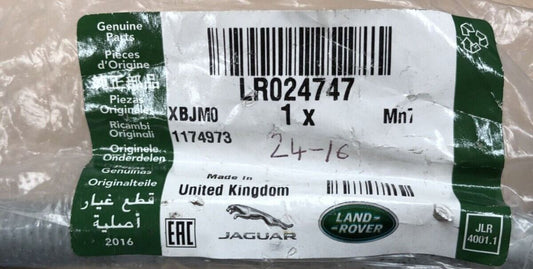 Genuine
Parts
Pièces
d'Origine
純正部品
Piezas
Originales
Ricambi
Originali
Originele
Onderdelen
Peças
Genuínas
Originalteile
قطع غيار
أصلية
2016
LR024747
XBJM0
1 x
Mn7
1174973
24-16
Made in
United Kingdom
EAC
JAGUAR
LAND-
ROVER
JLR
4001.1